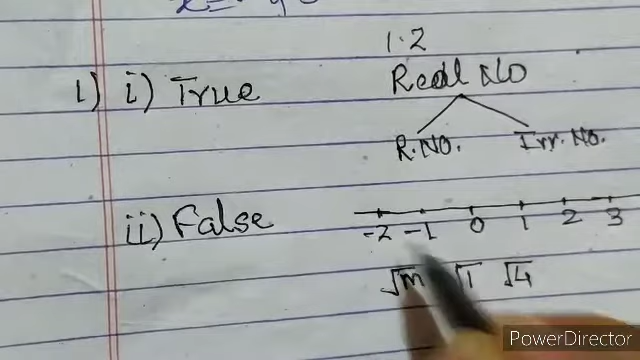 1.2
1) i) True Real No
R.NO. Irr. No.
ii) False
-2 -1 0 1 2 3
√m √1 √4
PowerDirector